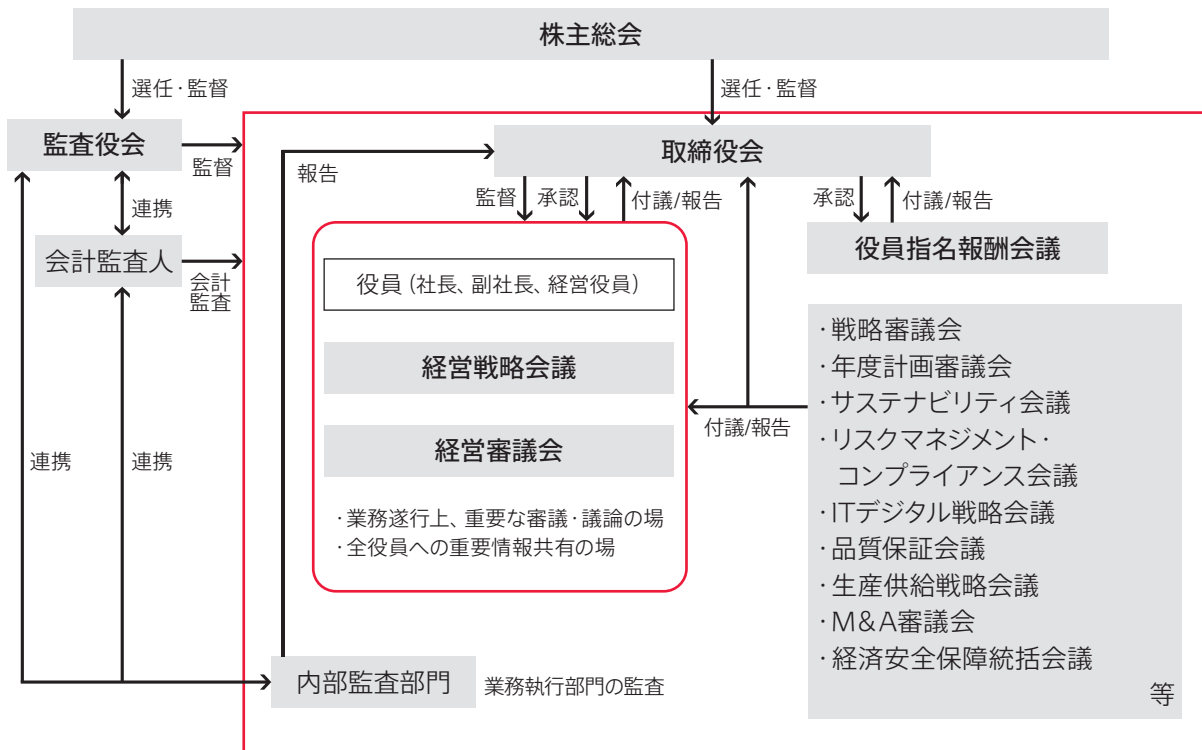 株主総会
選任・監督
選任・監督
監査役会
監督
取締役会
報告
監督
承認
付議/報告
承認
付議/報告
連携
会計監査人
会計
監査
役員指名報酬会議
役員（社長、副社長、経営役員）
経営戦略会議
経営審議会
・業務遂行上、重要な審議・議論の場
・全役員への重要情報共有の場
付議/報告
・戦略審議会
・年度計画審議会
・サステナビリティ会議
・リスクマネジメント・
コンプライアンス会議
・ITデジタル戦略会議
・品質保証会議
・生産供給戦略会議
・M&A審議会
・経済安全保障統括会議
等
連携
連携
内部監査部門
業務執行部門の監査